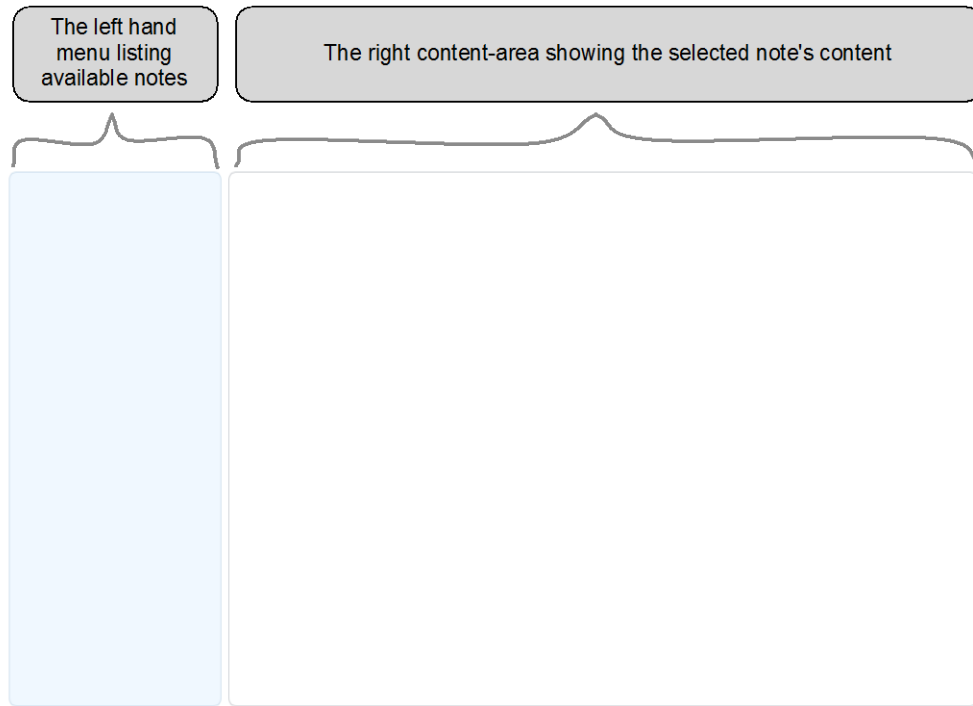 The left hand
menu listing
available notes
The right content-area showing the selected note's content